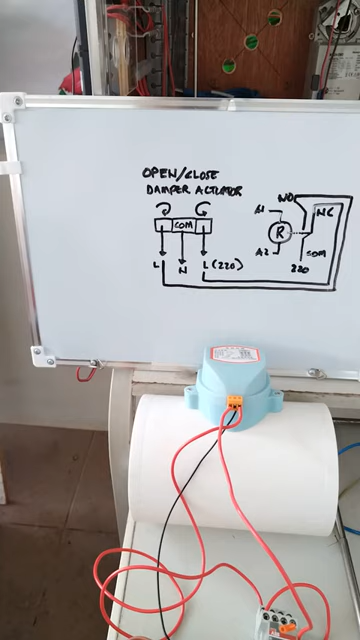 OPEN/CLOSE
DAMPER ACTUATOR
COM
L N L (220)
NO
NC
A1
R
A2
COM
220